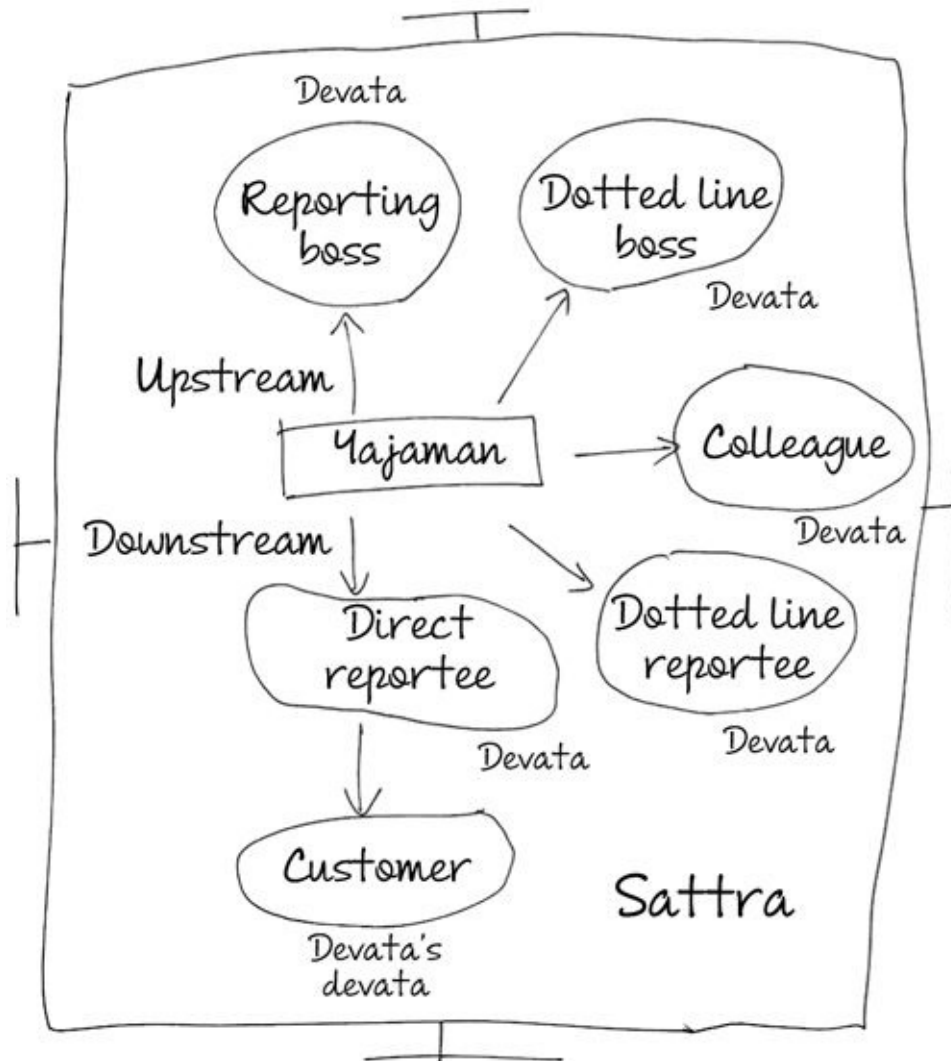 Devata
Reporting
boss
Dotted line
boss
Devata
Upstream
Yajaman
Colleague
Devata
Downstream
Direct
reportee
Devata
Dotted line
reportee
Devata
Customer
Devata's
devata
Sattra